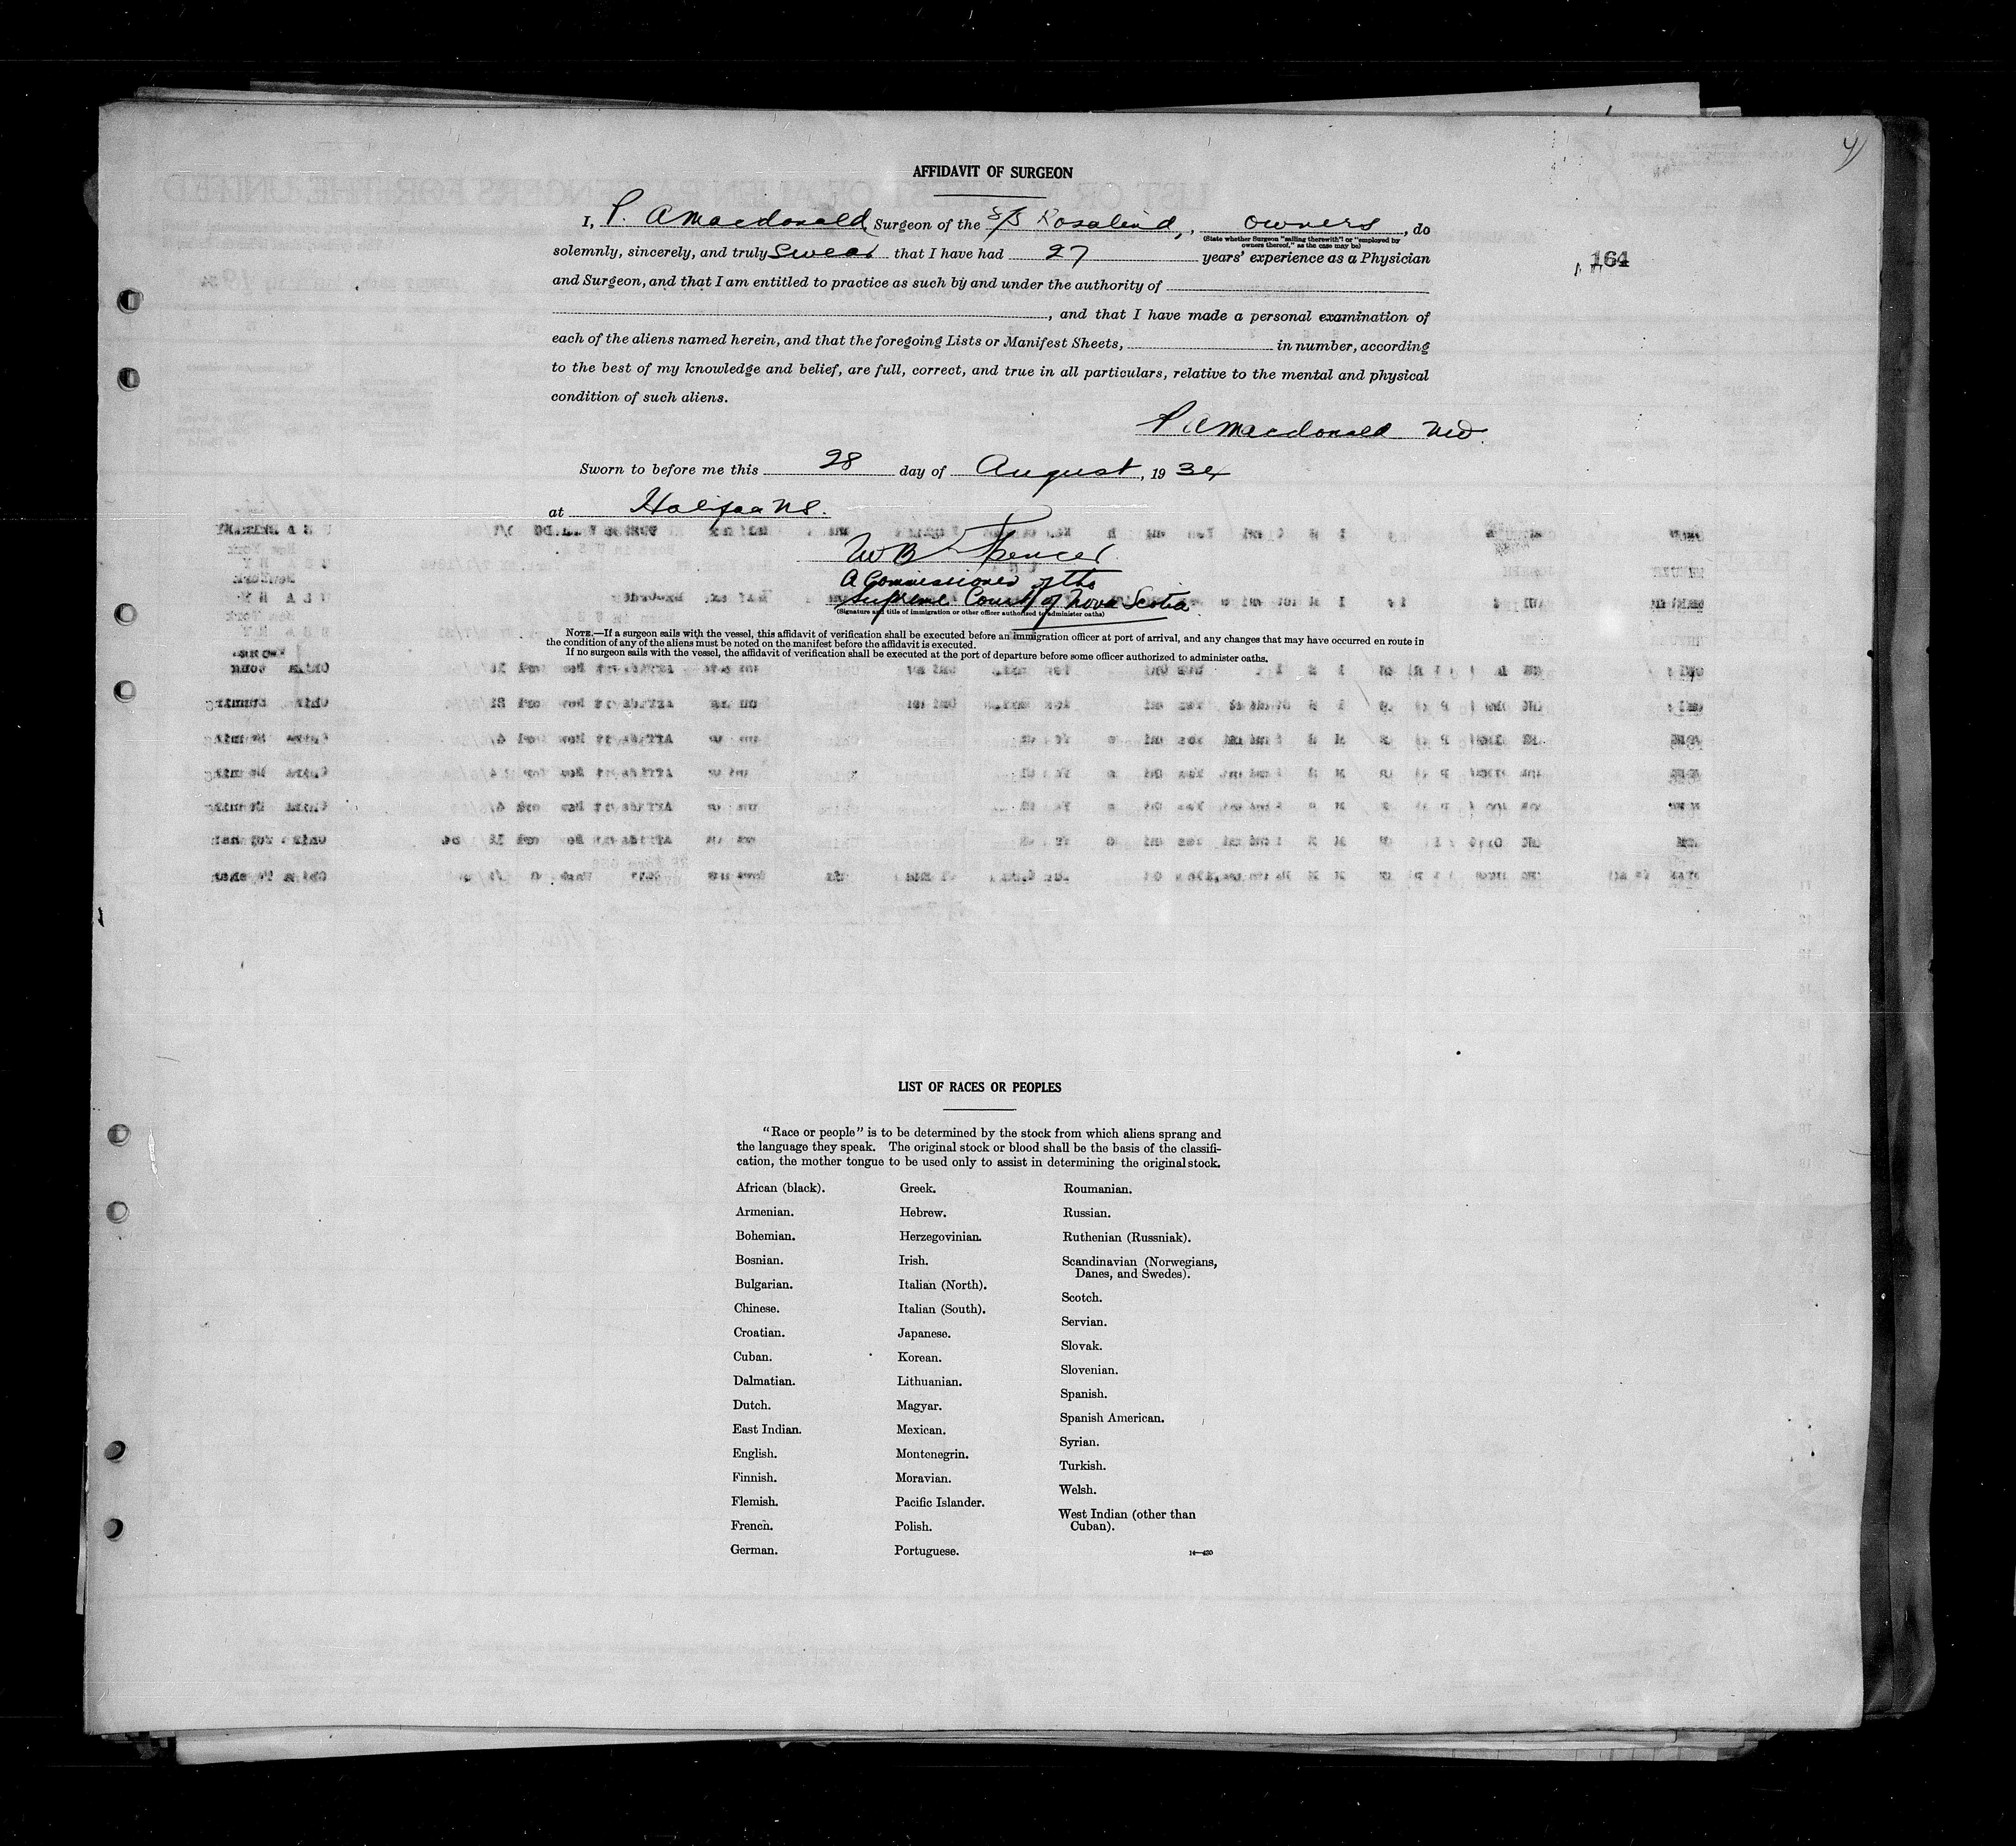 4
AFFIDAVIT OF SURGEON
I, P. A Macdonald Surgeon of the S/S Rosalind, , owners , do
(State whether Surgeon "sailing therewith" or "employed by owners thereof," as the case may be)
solemnly, sincerely, and truly swear that I have had 27 years' experience as a Physician
164
and Surgeon, and that I am entitled to practice as such by and under the authority of
, and that I have made a personal examination of
each of the aliens named herein, and that the foregoing Lists or Manifest Sheets, in number, according
to the best of my knowledge and belief, are full, correct, and true in all particulars, relative to the mental and physical
condition of such aliens.
P. A Macdonald MD.
Sworn to before me this 28 day of August , 1934
at Halifax NS.
W B Spencer
A Commissioner of the
Supreme Court of Nova Scotia
(Signature and title of immigration or other officer authorized to administer oaths)
NOTE.—If a surgeon sails with the vessel, this affidavit of verification shall be executed before an immigration officer at port of arrival, and any changes that may have occurred en route in
the condition of any of the aliens must be noted on the manifest before the affidavit is executed.
If no surgeon sails with the vessel, the affidavit of verification shall be executed at the port of departure before some officer authorized to administer oaths.
LIST OF RACES OR PEOPLES
"Race or people" is to be determined by the stock from which aliens sprang and
the language they speak. The original stock or blood shall be the basis of the classifi-
cation, the mother tongue to be used only to assist in determining the original stock.
African (black).
Armenian.
Bohemian.
Bosnian.
Bulgarian.
Chinese.
Croatian.
Cuban.
Dalmatian.
Dutch.
East Indian.
English.
Finnish.
Flemish.
French.
German.
Greek.
Hebrew.
Herzegovinian.
Irish.
Italian (North).
Italian (South).
Japanese.
Korean.
Lithuanian.
Magyar.
Mexican.
Montenegrin.
Moravian.
Pacific Islander.
Polish.
Portuguese.
Roumanian.
Russian.
Ruthenian (Russniak).
Scandinavian (Norwegians,
Danes, and Swedes).
Scotch.
Servian.
Slovak.
Slovenian.
Spanish.
Spanish American.
Syrian.
Turkish.
Welsh.
West Indian (other than
Cuban).